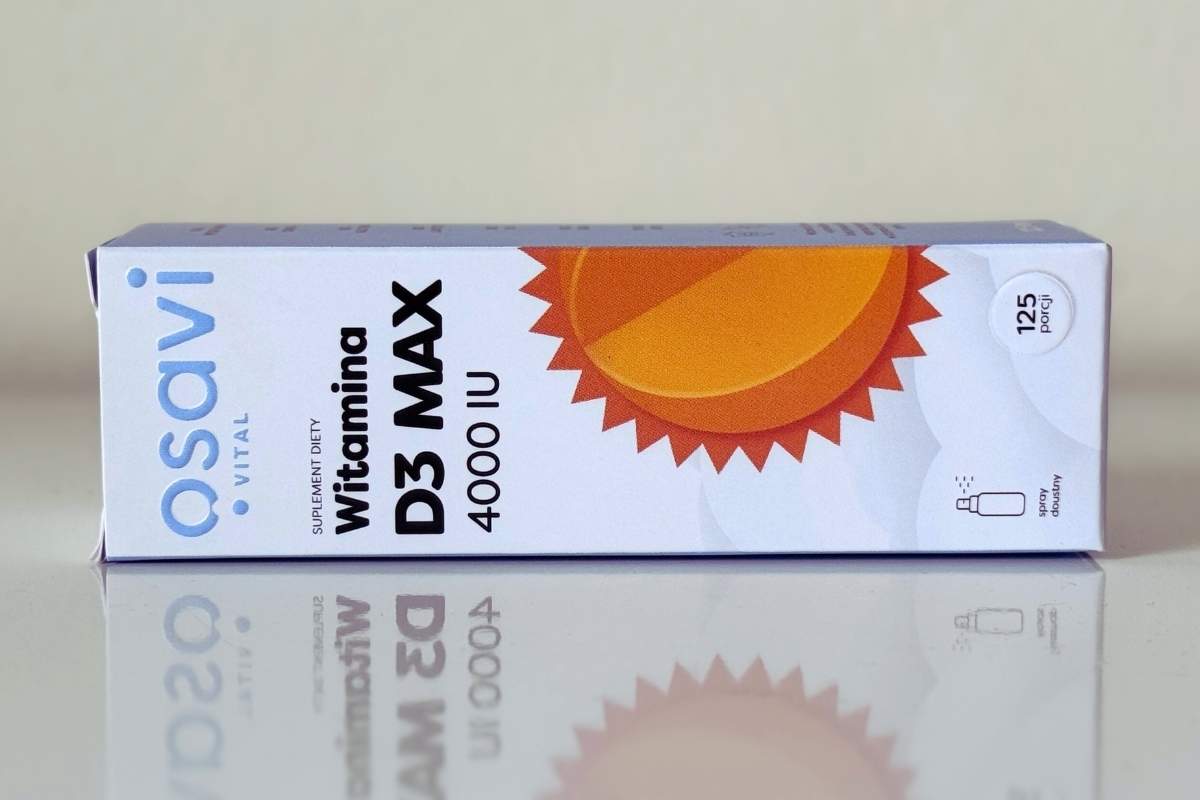 osavi
VITAL
SUPLEMENT DIETY
Witamina
D3 MAX
4000 IU
125
porcji
spray
doustny